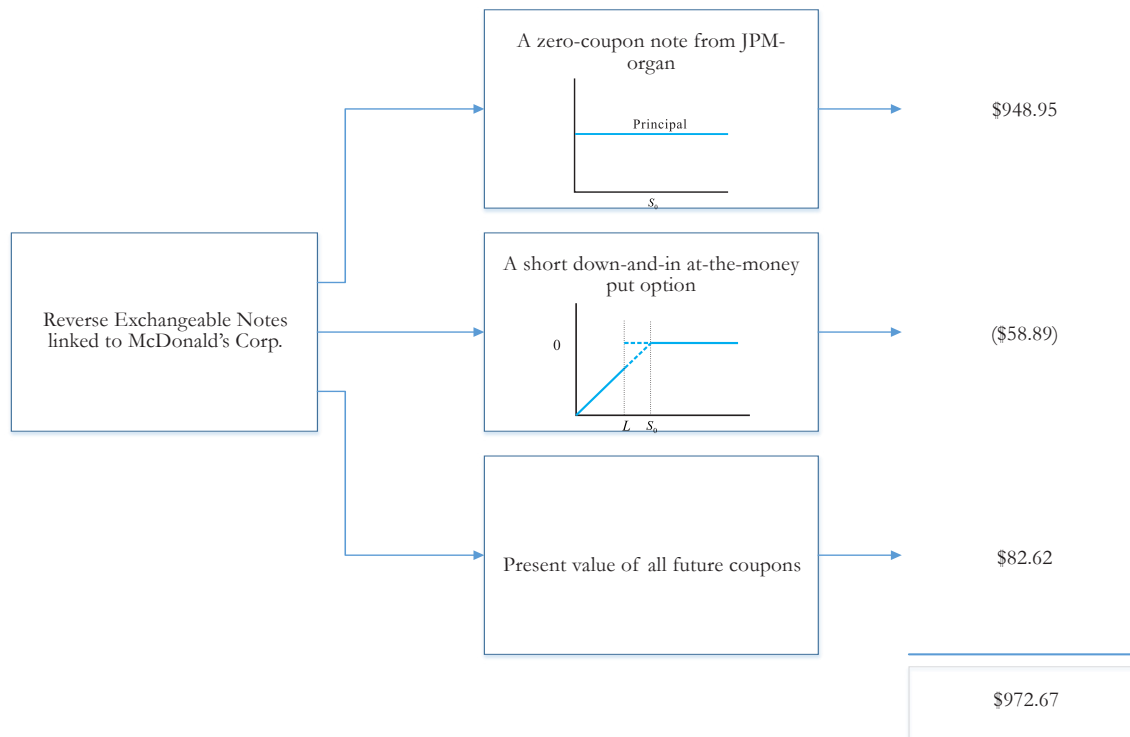 Reverse Exchangeable Notes
linked to McDonald's Corp.
A zero-coupon note from JPM-
organ
Principal
S₀
$948.95
A short down-and-in at-the-money
put option
0
L S₀
($58.89)
Present value of all future coupons
$82.62
$972.67